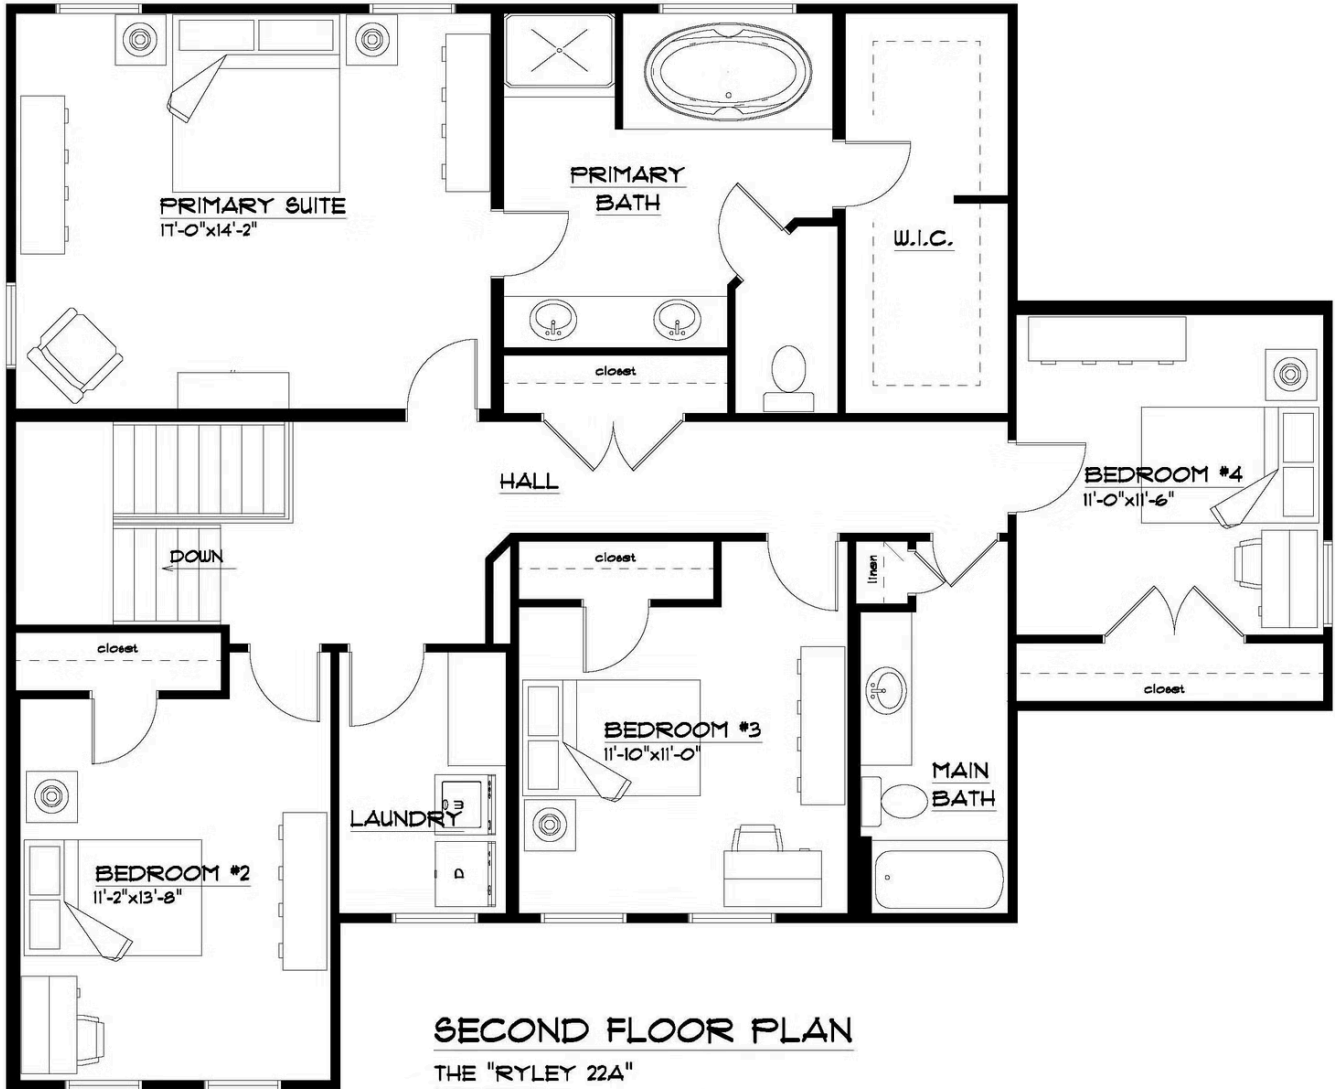 PRIMARY SUITE
17'-0"x14'-2"
PRIMARY
BATH
W.I.C.
closet
HALL
BEDROOM #4
11'-0"x11'-6"
DOWN
closet
linen
closet
closet
BEDROOM #3
11'-10"x11'-0"
MAIN
BATH
LAUNDRY
W
D
BEDROOM #2
11'-2"x13'-8"
SECOND FLOOR PLAN
THE "RYLEY 22A"